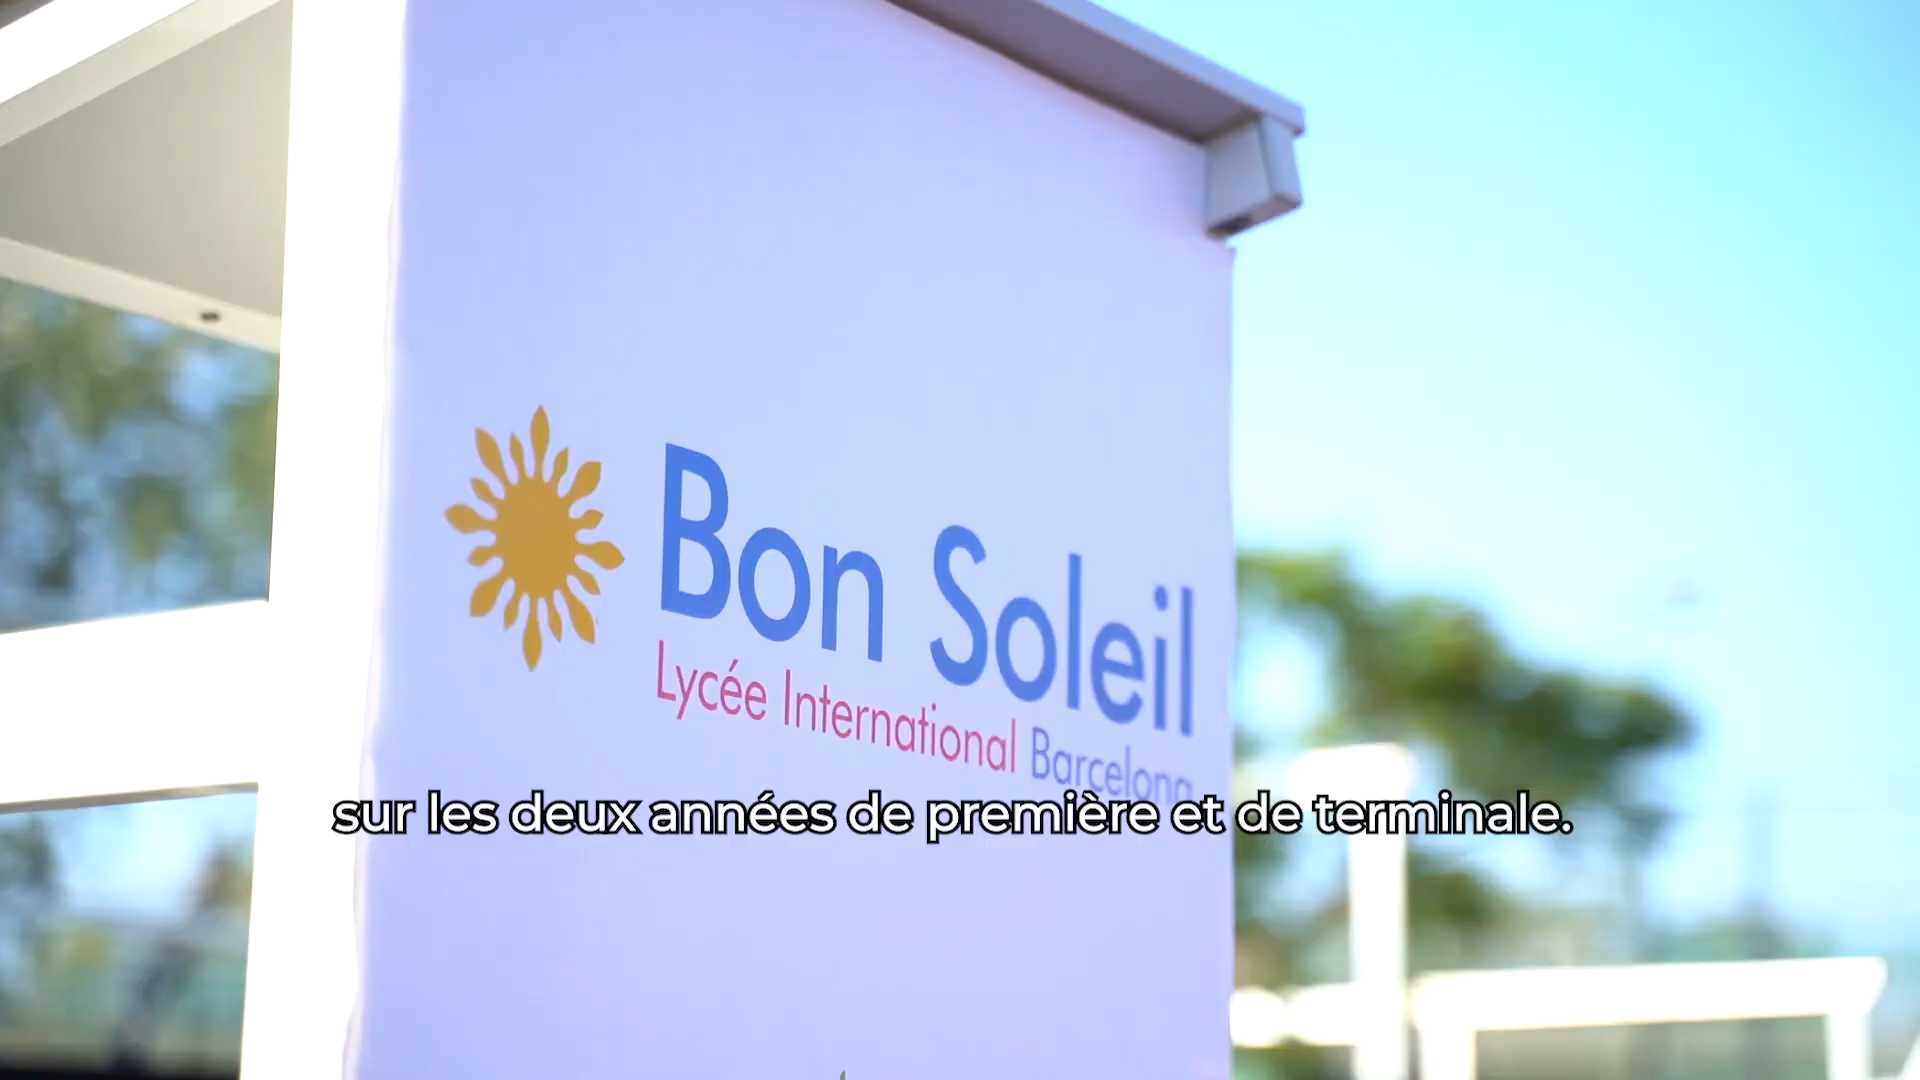 Bon Soleil
Lycée International Barcelona
sur les deux années de première et de terminale.